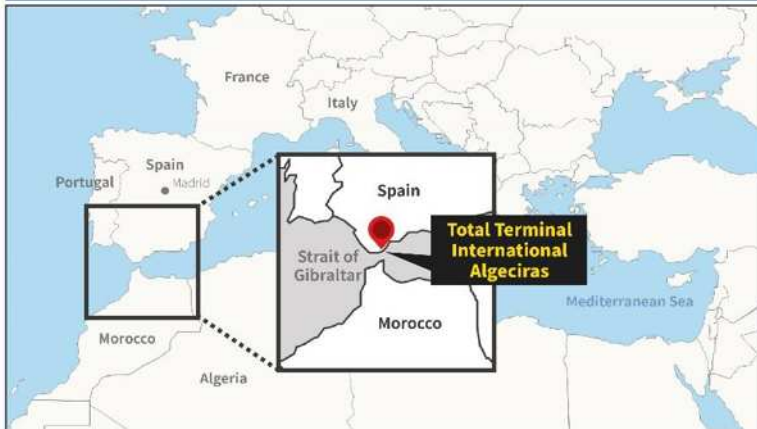 France
Italy
Spain
Portugal
Madrid
Spain
Total Terminal
International
Algeciras
Strait of
Gibraltar
Mediterranean Sea
Morocco
Morocco
Algeria